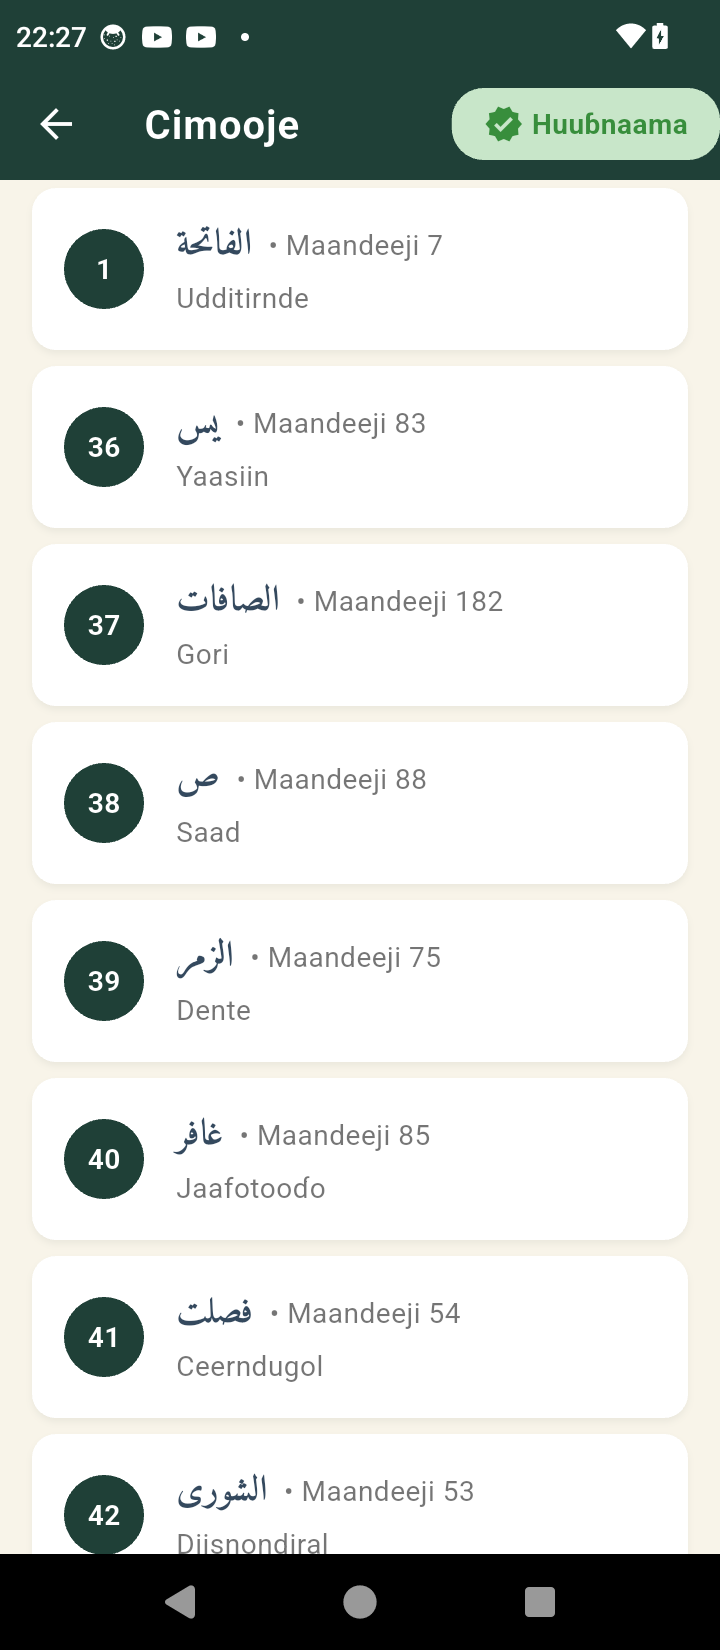 22:27
Cimooje
Huuɓnaama
1
الفاتحة • Maandeeji 7
Udditirnde
36
يس • Maandeeji 83
Yaasiin
37
الصافات • Maandeeji 182
Gori
38
ص • Maandeeji 88
Saad
39
الزمر • Maandeeji 75
Dente
40
غافر • Maandeeji 85
Jaafotooɗo
41
فصلت • Maandeeji 54
Ceerndugol
42
الشورى • Maandeeji 53
Diisnondiral